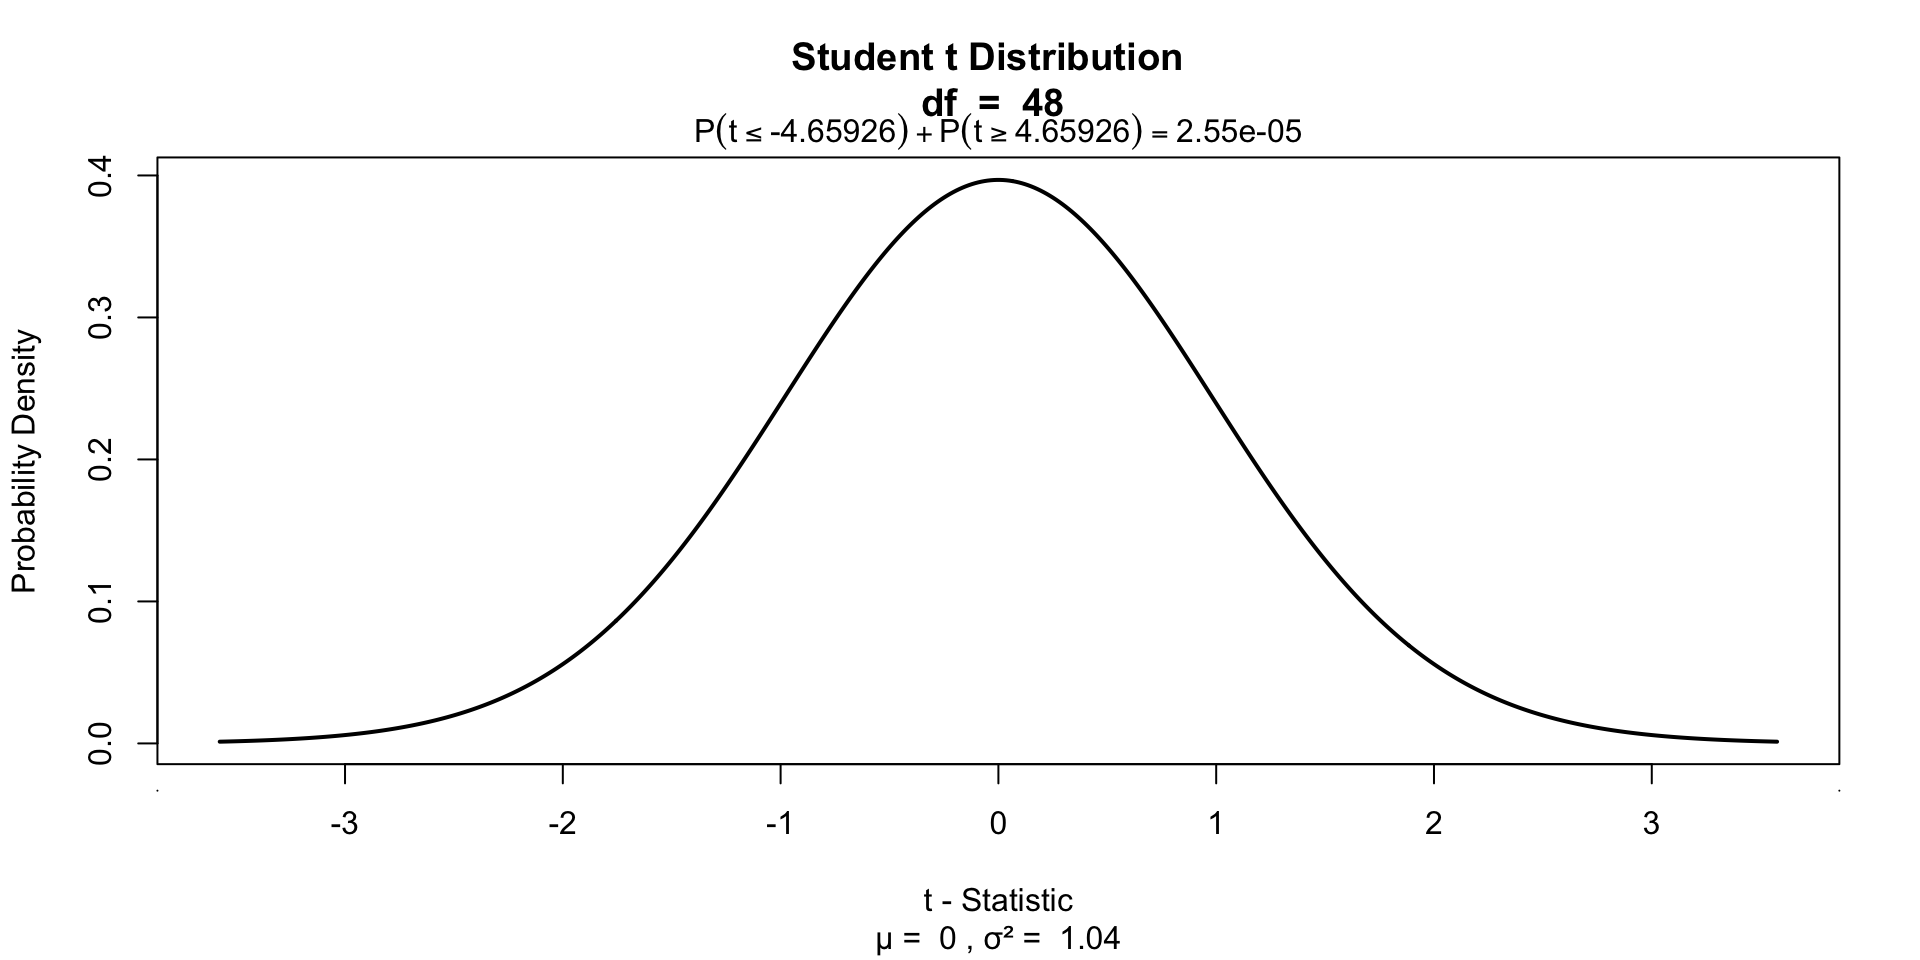 Student t Distribution
df = 48
P(t ≤ -4.65926) + P(t ≥ 4.65926) = 2.55e-05
Probability Density
0.4
0.3
0.2
0.1
0.0
-3 -2 -1 0 1 2 3
t - Statistic
μ = 0 , σ² = 1.04